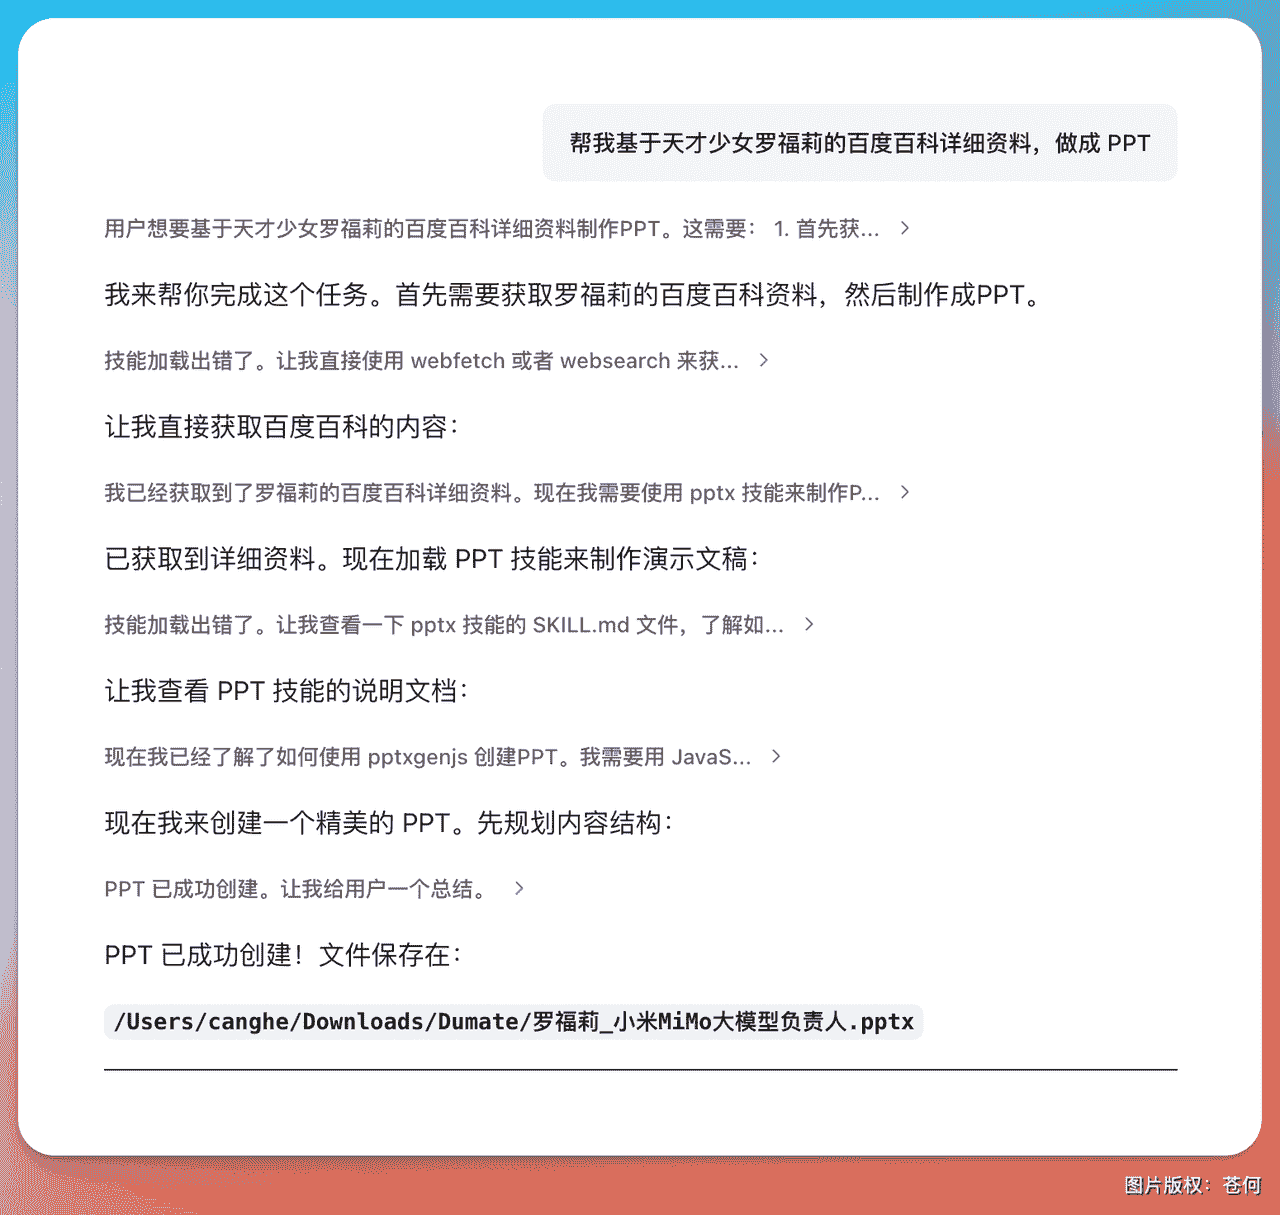 帮我基于天才少女罗福莉的百度百科详细资料，做成 PPT
用户想要基于天才少女罗福莉的百度百科详细资料制作PPT。这需要： 1. 首先获...
我来帮你完成这个任务。首先需要获取罗福莉的百度百科资料，然后制作成PPT。
技能加载出错了。让我直接使用 webfetch 或者 websearch 来获...
让我直接获取百度百科的内容：
我已经获取到了罗福莉的百度百科详细资料。现在我需要使用 pptx 技能来制作P...
已获取到详细资料。现在加载 PPT 技能来制作演示文稿：
技能加载出错了。让我查看一下 pptx 技能的 SKILL.md 文件，了解如...
让我查看 PPT 技能的说明文档：
现在我已经了解了如何使用 pptxgenjs 创建PPT。我需要用 JavaS...
现在我来创建一个精美的 PPT。先规划内容结构：
PPT 已成功创建。让我给用户一个总结。
PPT 已成功创建！文件保存在：
/Users/canghe/Downloads/Dumate/罗福莉_小米MiMo大模型负责人.pptx
图片版权：苍何